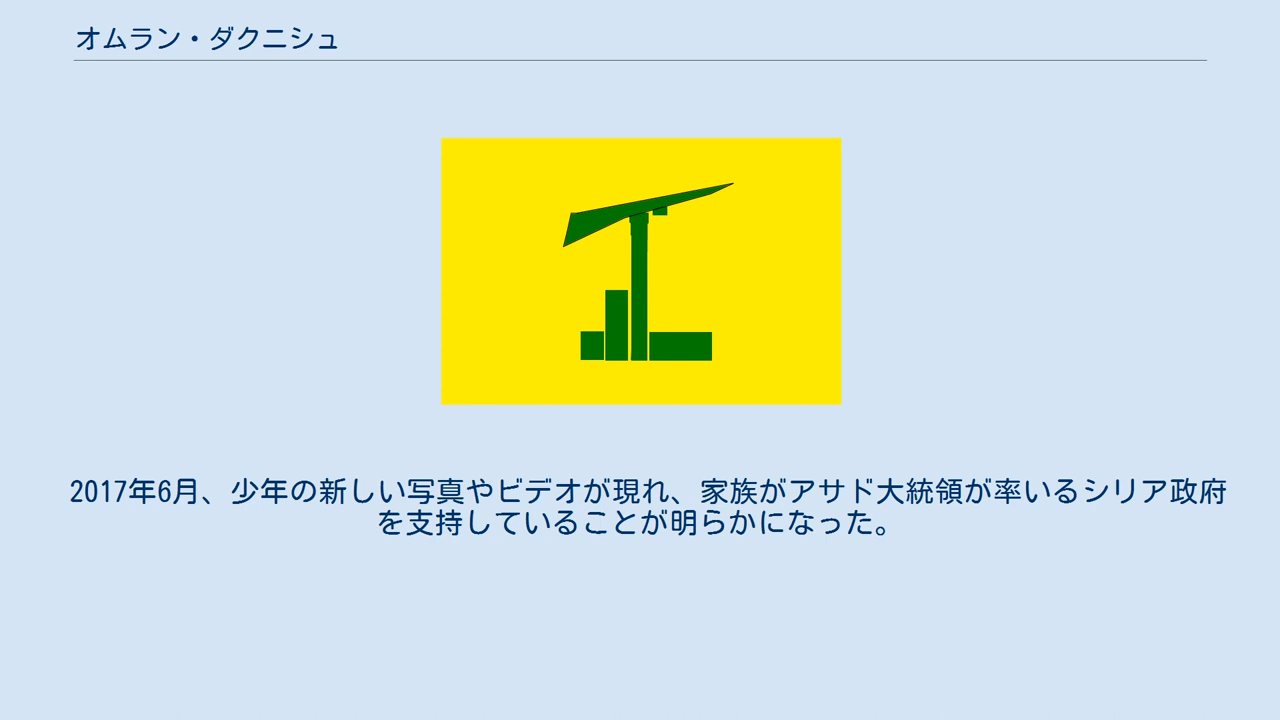 オムラン・ダクニシュ
2017年6月、少年の新しい写真やビデオが現れ、家族がアサド大統領が率いるシリア政府
を支持していることが明らかになった。